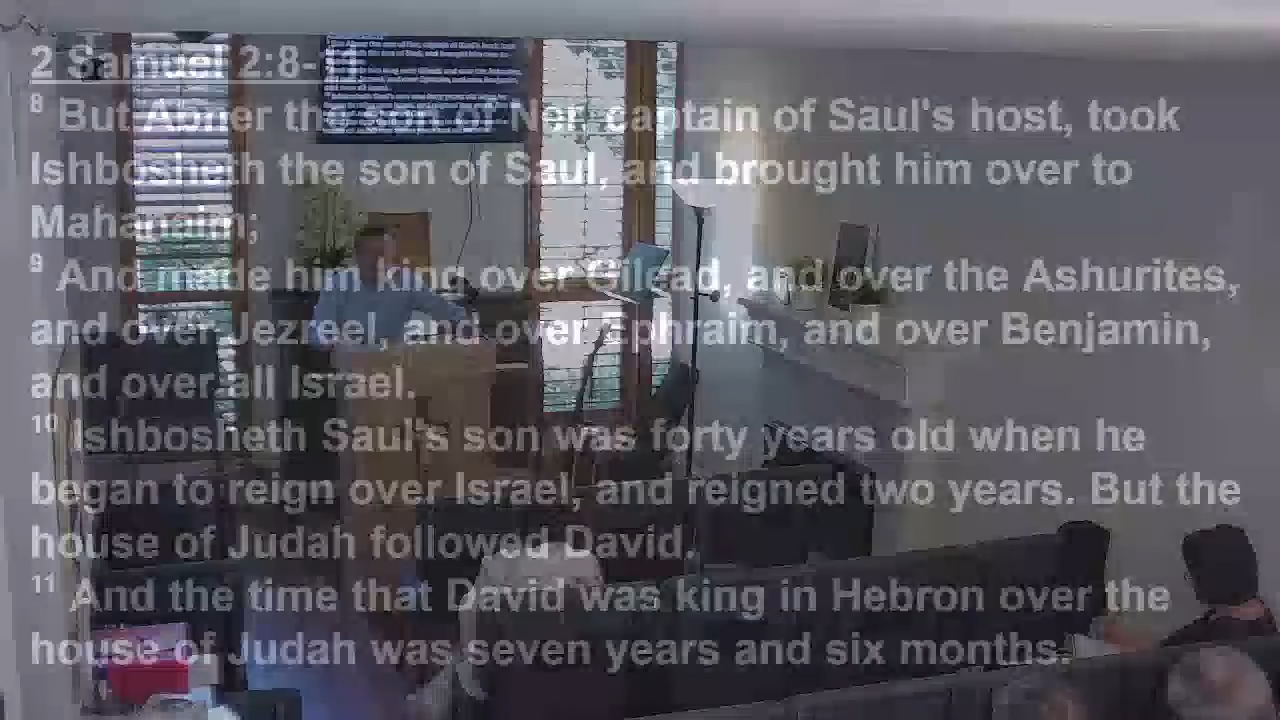 2 Samuel 2:8-11
8 But Abner the son of Ner, captain of Saul's host, took
Ishbosheth the son of Saul, and brought him over to
Mahanaim;
9 And made him king over Gilead, and over the Ashurites,
and over Jezreel, and over Ephraim, and over Benjamin,
and over all Israel.
10 Ishbosheth Saul's son was forty years old when he
began to reign over Israel, and reigned two years. But the
house of Judah followed David.
11 And the time that David was king in Hebron over the
house of Judah was seven years and six months.